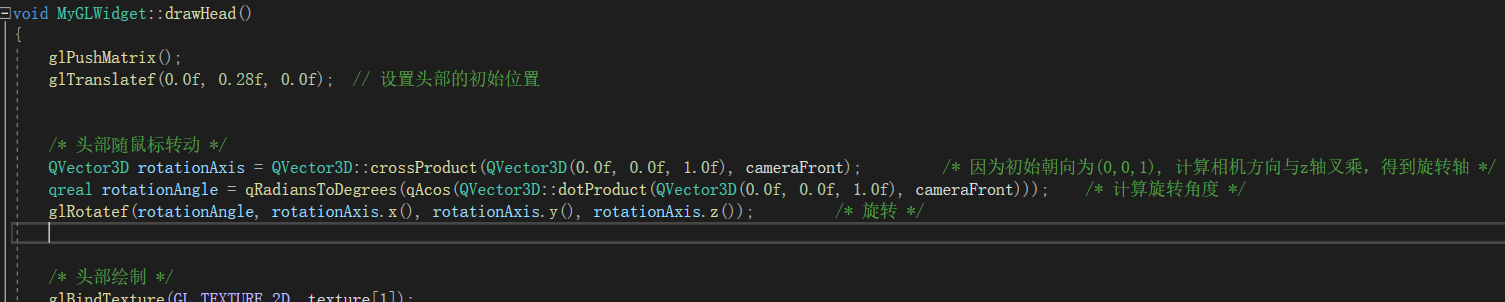 void MyGLWidget::drawHead()
{
glPushMatrix();
glTranslatef(0.0f, 0.28f, 0.0f);  // 设置头部的初始位置
/* 头部随鼠标转动 */
QVector3D rotationAxis = QVector3D::crossProduct(QVector3D(0.0f, 0.0f, 1.0f), cameraFront);  /* 因为初始朝向为(0,0,1), 计算相机方向与z轴叉乘，得到旋转轴 */
qreal rotationAngle = qRadiansToDegrees(qAcos(QVector3D::dotProduct(QVector3D(0.0f, 0.0f, 1.0f), cameraFront)));  /* 计算旋转角度 */
glRotatef(rotationAngle, rotationAxis.x(), rotationAxis.y(), rotationAxis.z());  /* 旋转 */
/* 头部绘制 */
glBindTexture(GL_TEXTURE_2D, texture[1]);